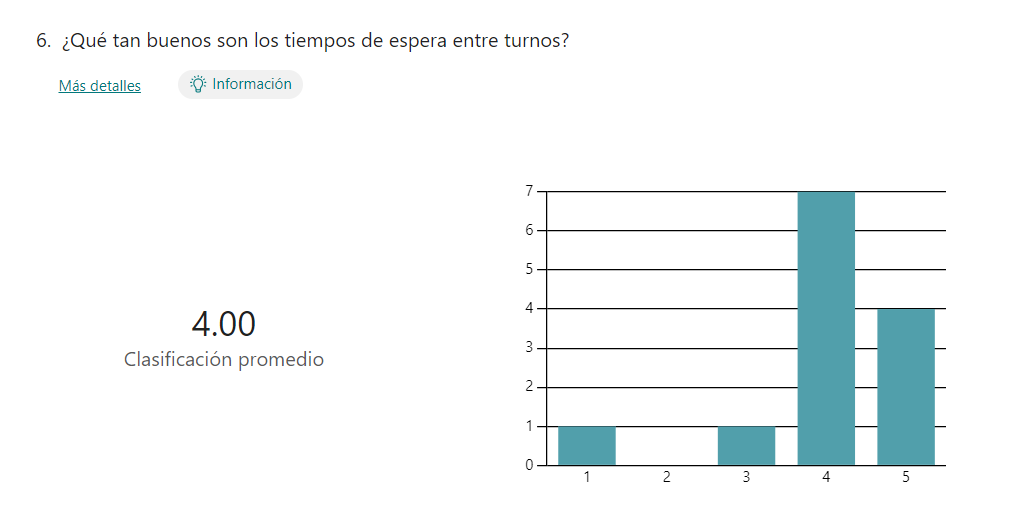 6. ¿Qué tan buenos son los tiempos de espera entre turnos?
Más detalles
Información
4.00
Clasificación promedio
7
6
5
4
3
2
1
0
1 2 3 4 5